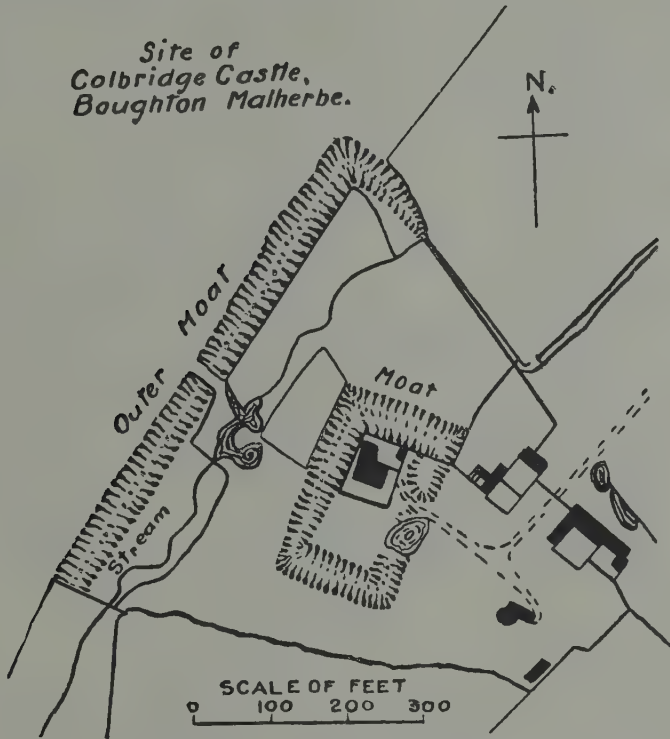 Site of
Colbridge Castle,
Boughton Malherbe.
N.
Outer Moat
Moat
Stream
SCALE OF FEET
0 100 200 300